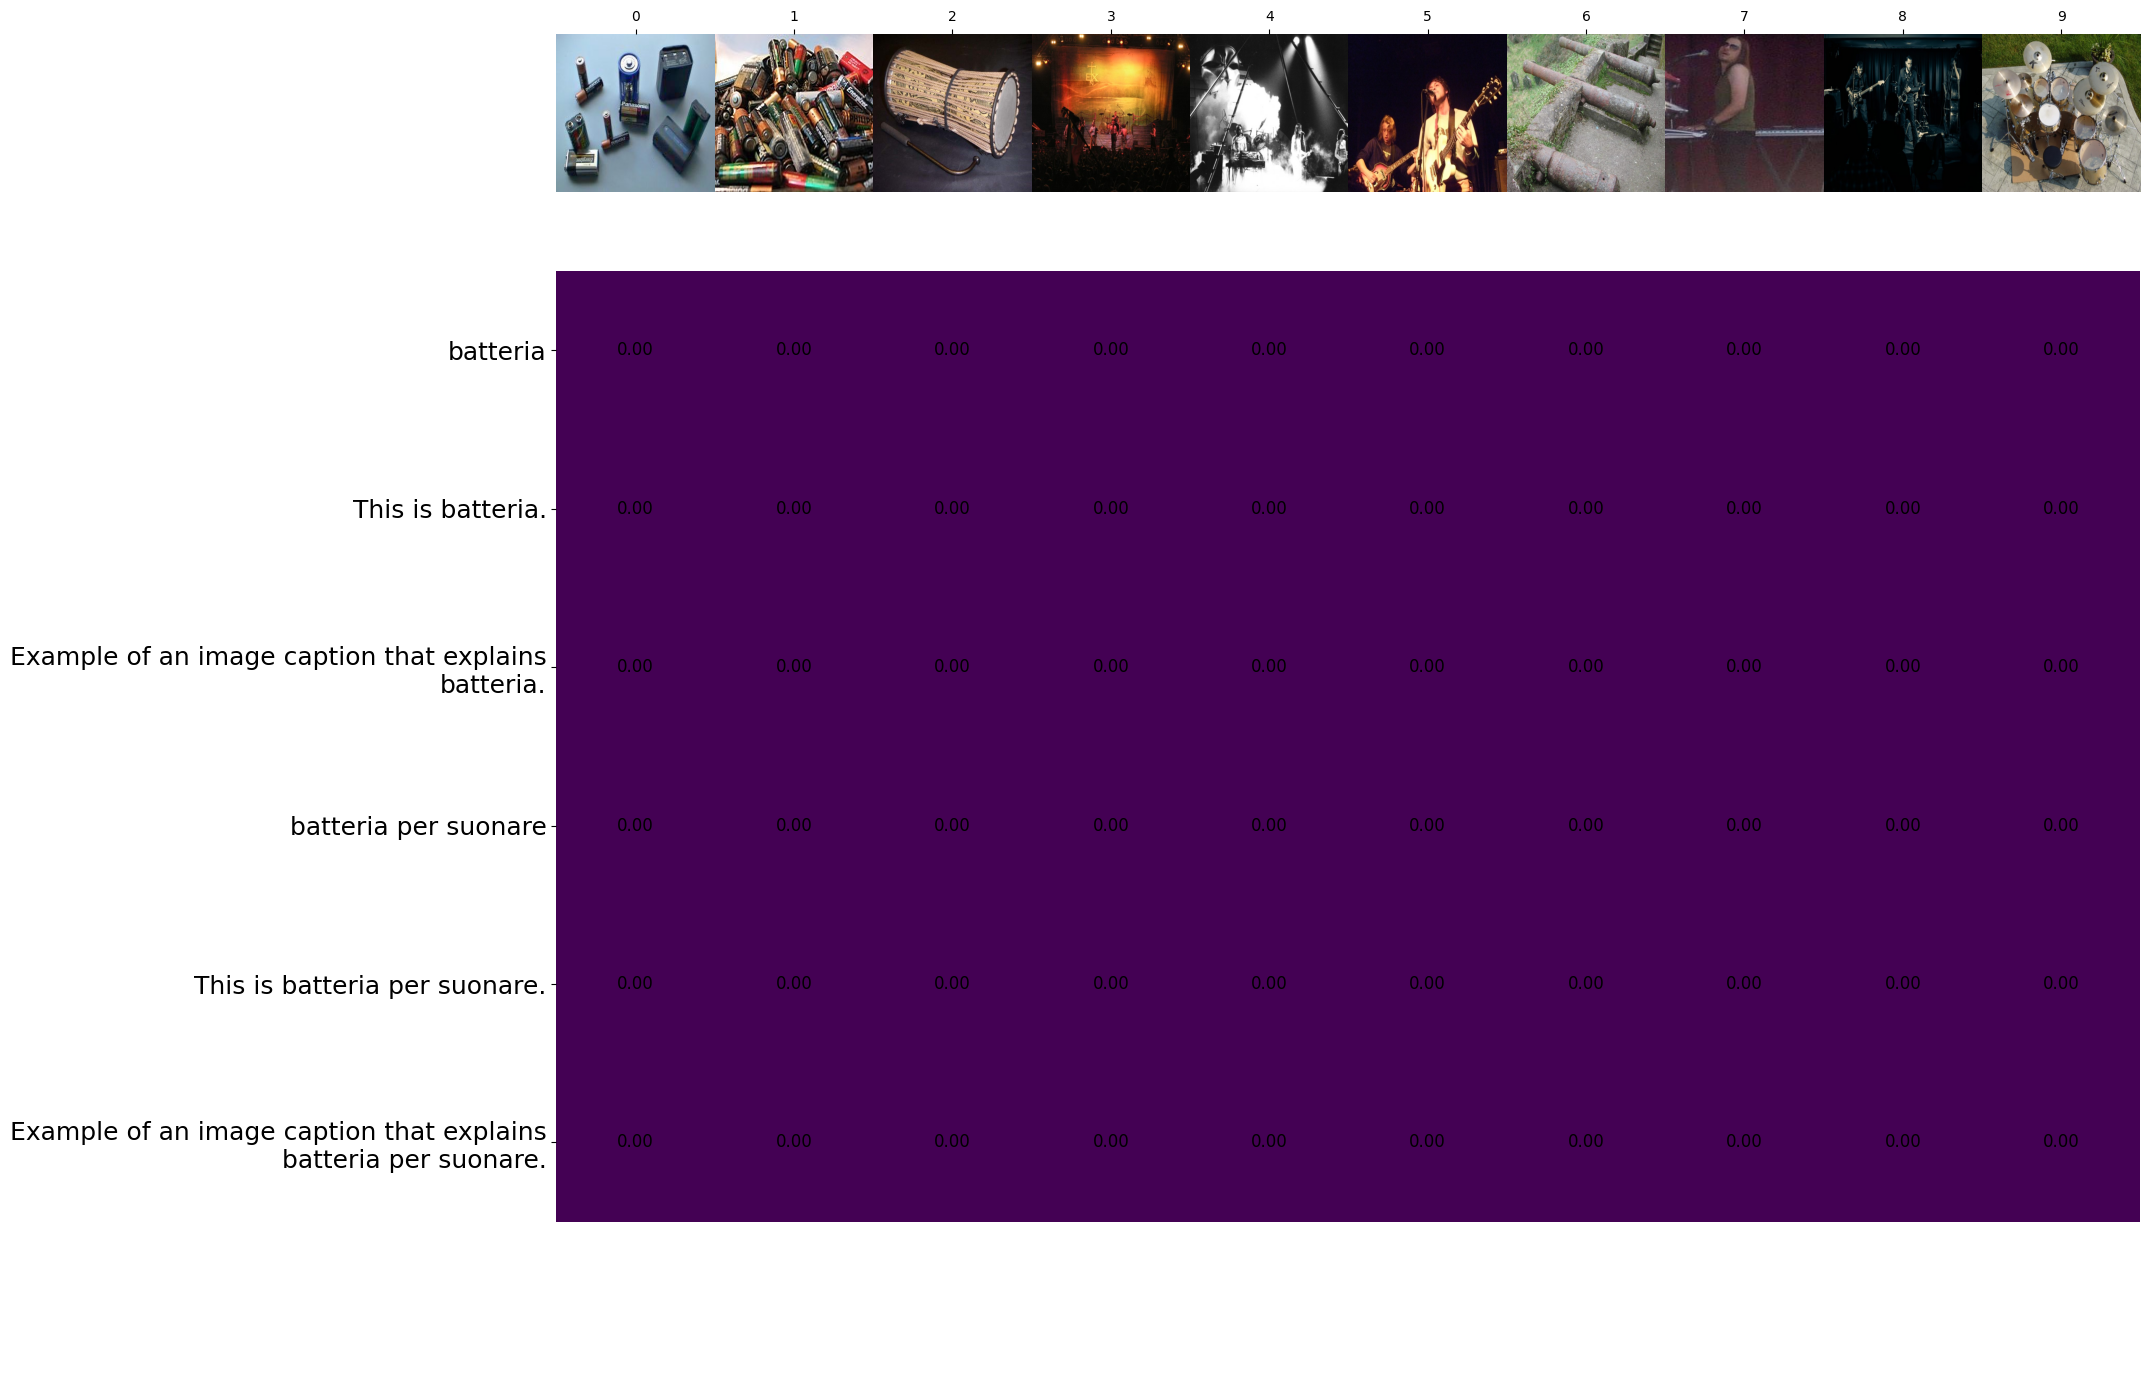 0 1 2 3 4 5 6 7 8 9
batteria 0.00 0.00 0.00 0.00 0.00 0.00 0.00 0.00 0.00 0.00
This is batteria. 0.00 0.00 0.00 0.00 0.00 0.00 0.00 0.00 0.00 0.00
Example of an image caption that explains
batteria. 0.00 0.00 0.00 0.00 0.00 0.00 0.00 0.00 0.00 0.00
batteria per suonare 0.00 0.00 0.00 0.00 0.00 0.00 0.00 0.00 0.00 0.00
This is batteria per suonare. 0.00 0.00 0.00 0.00 0.00 0.00 0.00 0.00 0.00 0.00
Example of an image caption that explains
batteria per suonare. 0.00 0.00 0.00 0.00 0.00 0.00 0.00 0.00 0.00 0.00